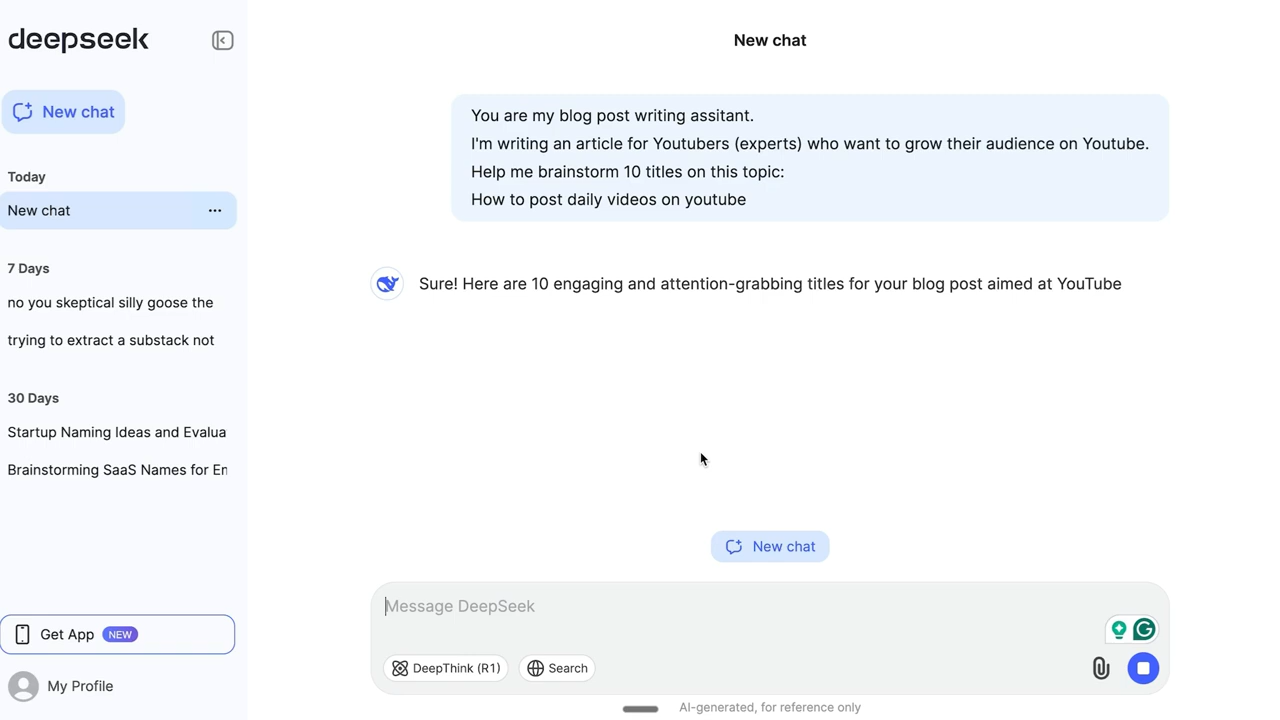 deepseek
New chat
Today
New chat
7 Days
no you skeptical silly goose the
trying to extract a substack not
30 Days
Startup Naming Ideas and Evalua
Brainstorming SaaS Names for En
Get App NEW
My Profile
New chat
You are my blog post writing assitant.
I'm writing an article for Youtubers (experts) who want to grow their audience on Youtube.
Help me brainstorm 10 titles on this topic:
How to post daily videos on youtube
Sure! Here are 10 engaging and attention-grabbing titles for your blog post aimed at YouTube
New chat
Message DeepSeek
DeepThink (R1) Search
AI-generated, for reference only